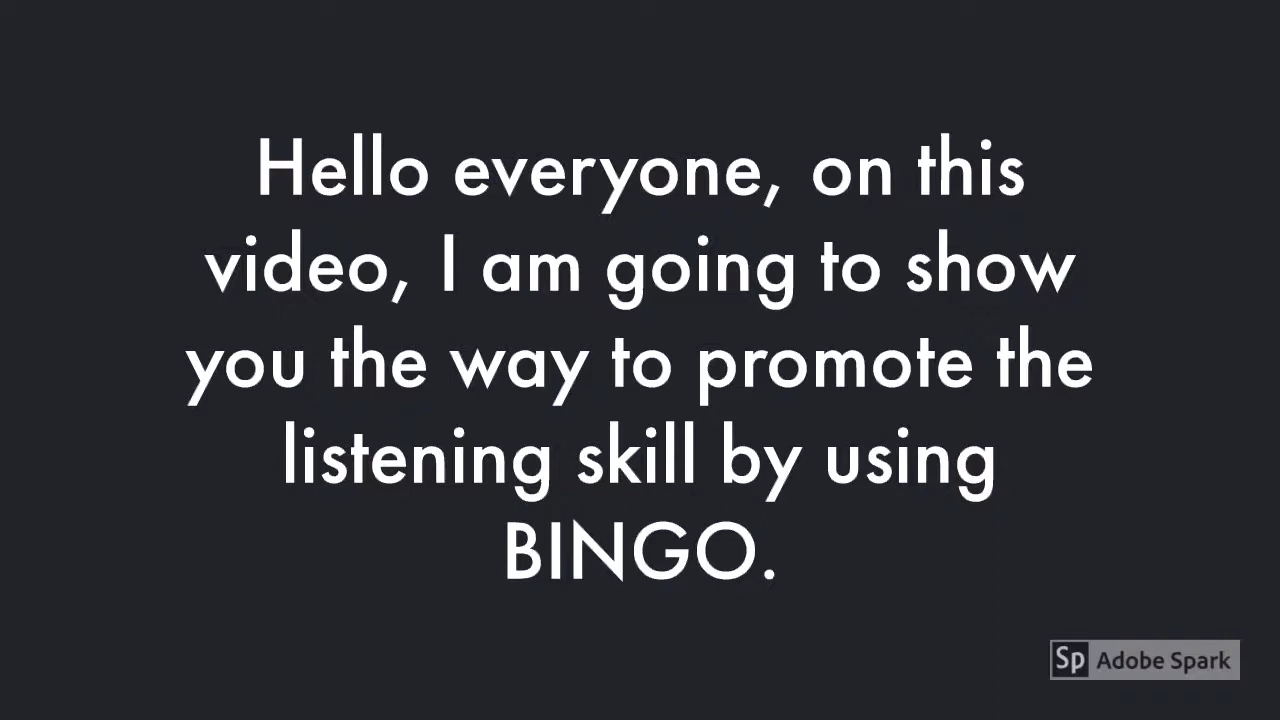 Hello everyone, on this
video, I am going to show
you the way to promote the
listening skill by using
BINGO.
Sp Adobe Spark